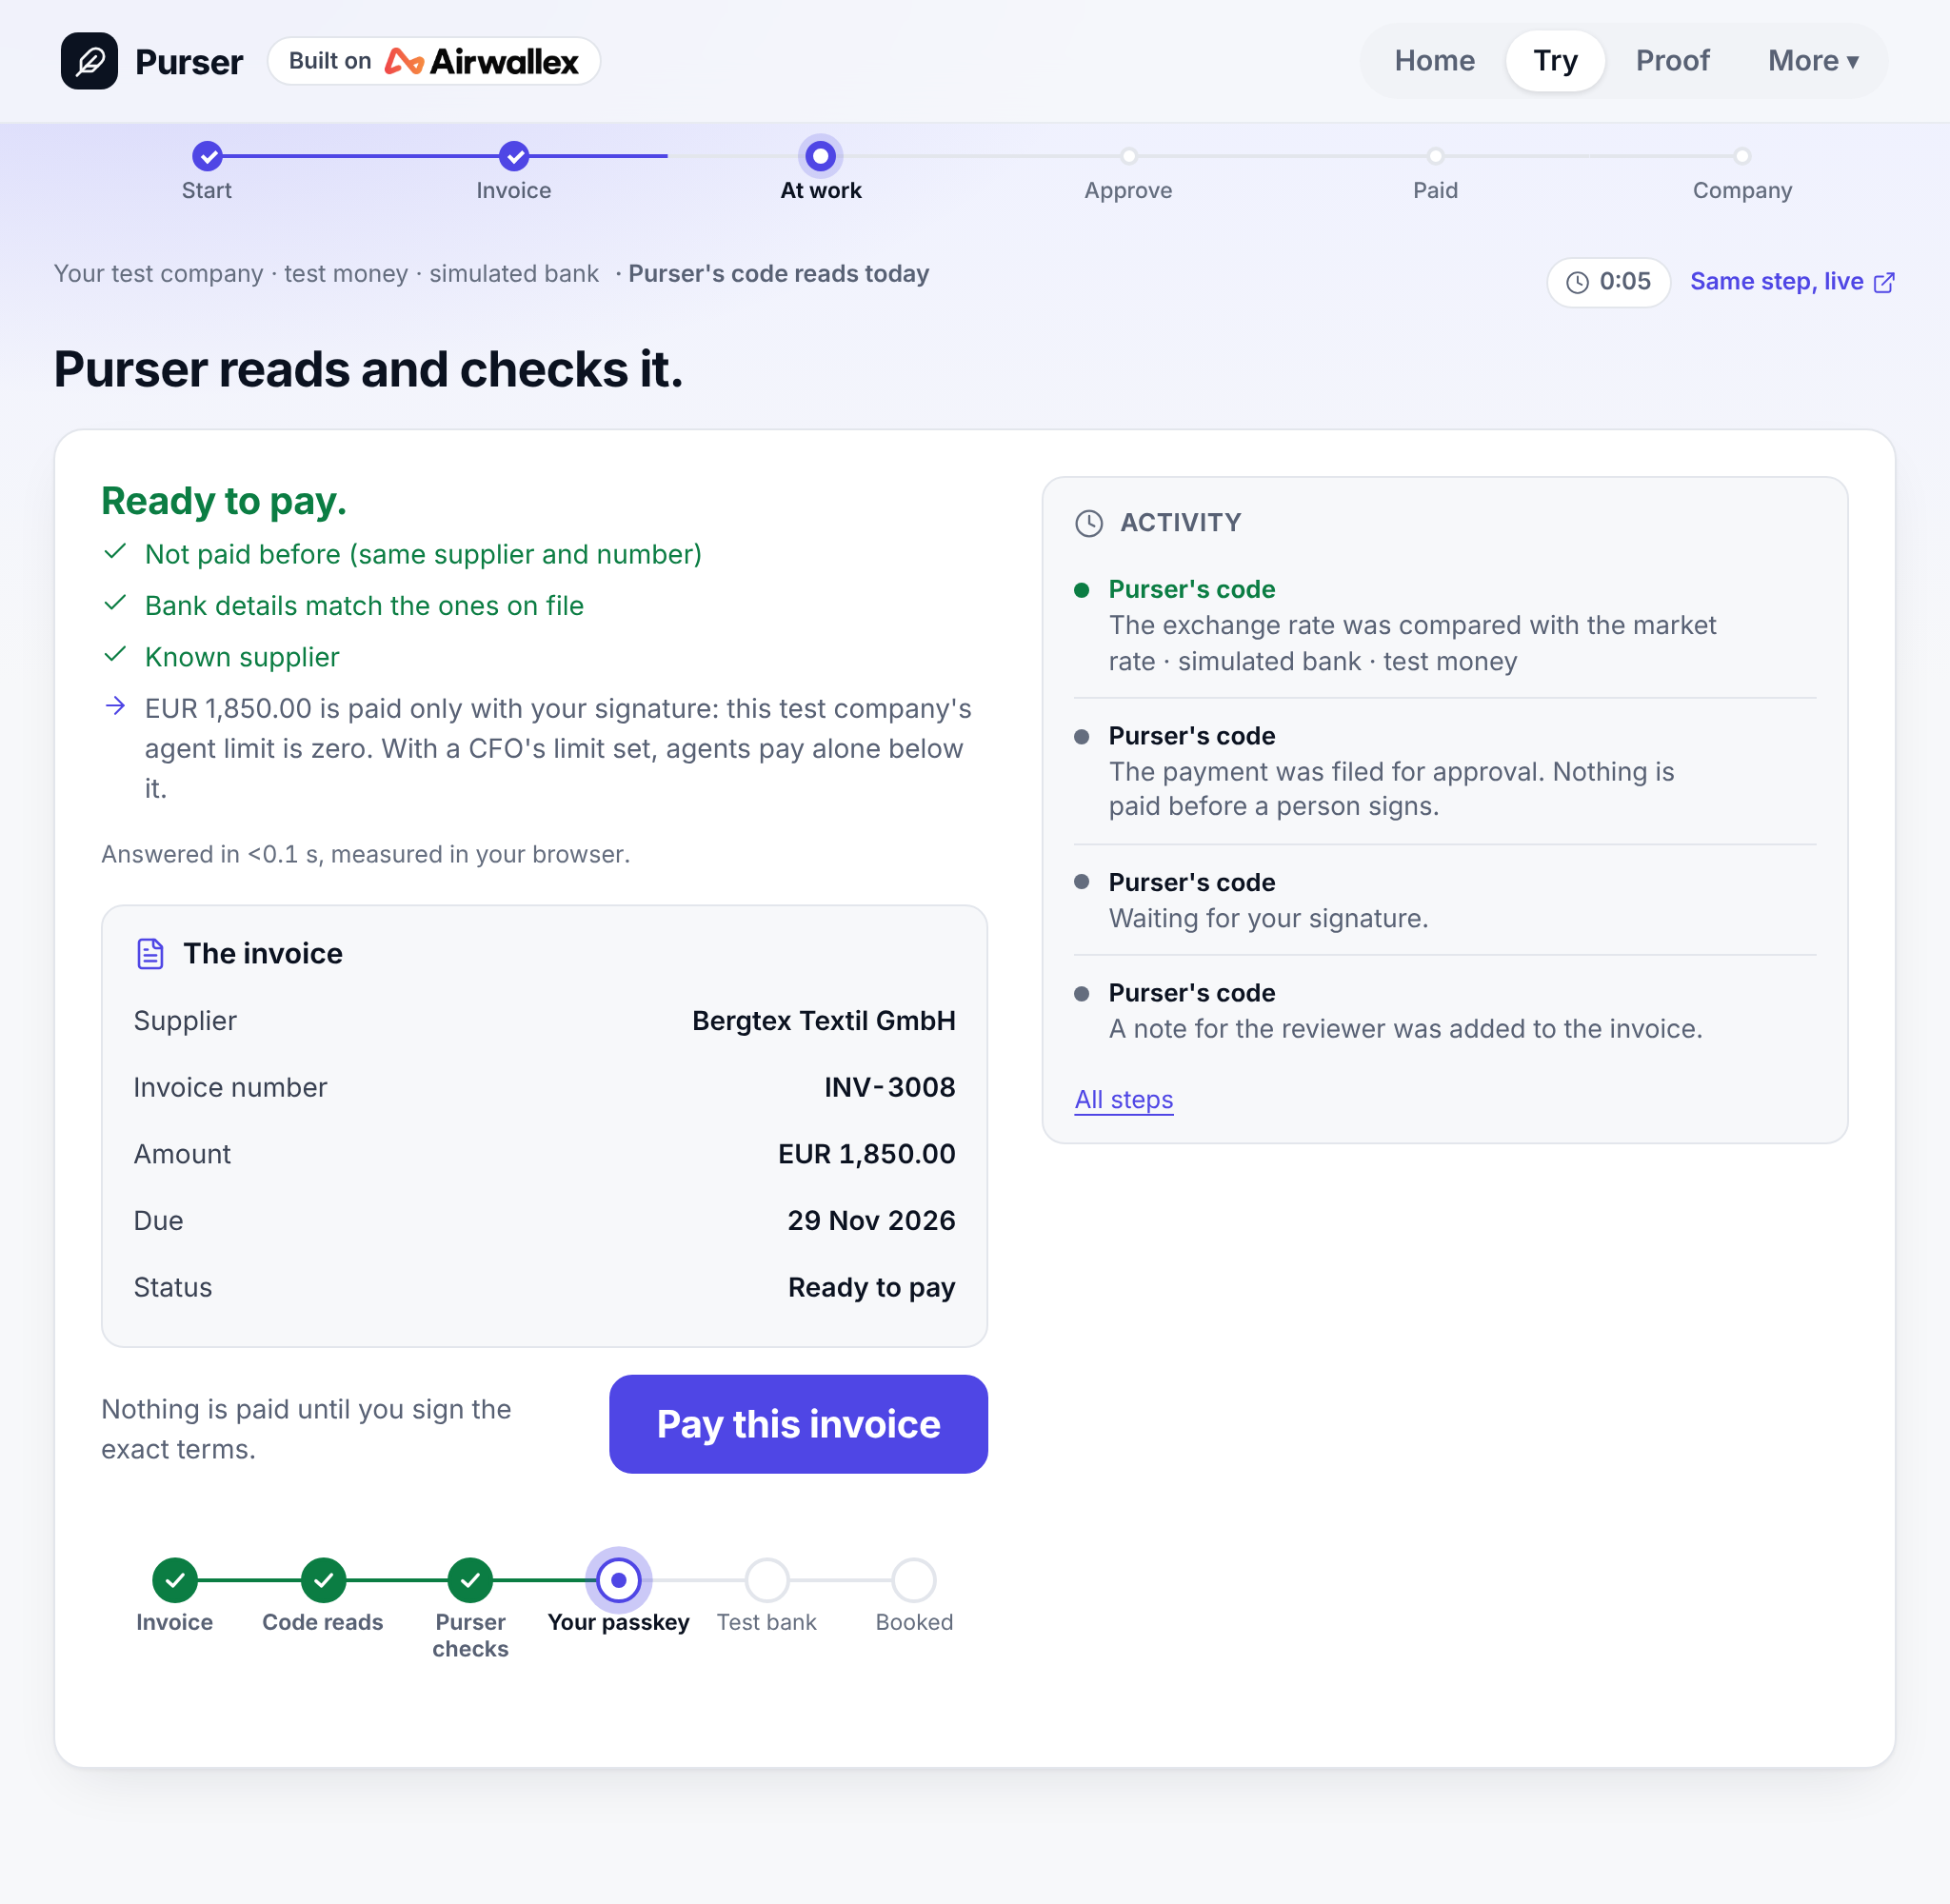 Purser
Built on Airwallex
Home
Try
Proof
More ▾
Start
Invoice
At work
Approve
Paid
Company
Your test company · test money · simulated bank · Purser's code reads today
0:05
Same step, live
Purser reads and checks it.
Ready to pay.
Not paid before (same supplier and number)
Bank details match the ones on file
Known supplier
EUR 1,850.00 is paid only with your signature: this test company's
agent limit is zero. With a CFO's limit set, agents pay alone below
it.
Answered in <0.1 s, measured in your browser.
The invoice
Supplier Bergtex Textil GmbH
Invoice number INV-3008
Amount EUR 1,850.00
Due 29 Nov 2026
Status Ready to pay
Nothing is paid until you sign the
exact terms.
Pay this invoice
Invoice
Code reads
Purser
checks
Your passkey
Test bank
Booked
ACTIVITY
Purser's code
The exchange rate was compared with the market
rate · simulated bank · test money
Purser's code
The payment was filed for approval. Nothing is
paid before a person signs.
Purser's code
Waiting for your signature.
Purser's code
A note for the reviewer was added to the invoice.
All steps